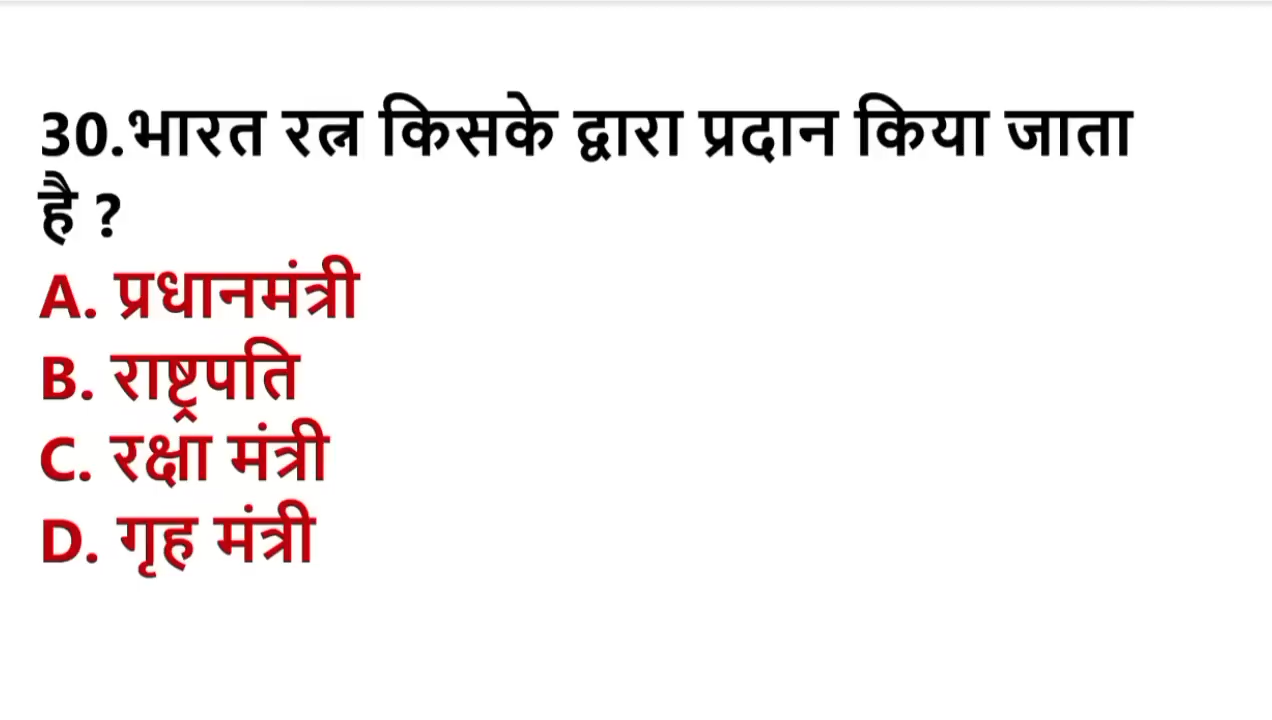 30.भारत रत्न किसके द्वारा प्रदान किया जाता
है ?
A. प्रधानमंत्री
B. राष्ट्रपति
C. रक्षा मंत्री
D. गृह मंत्री